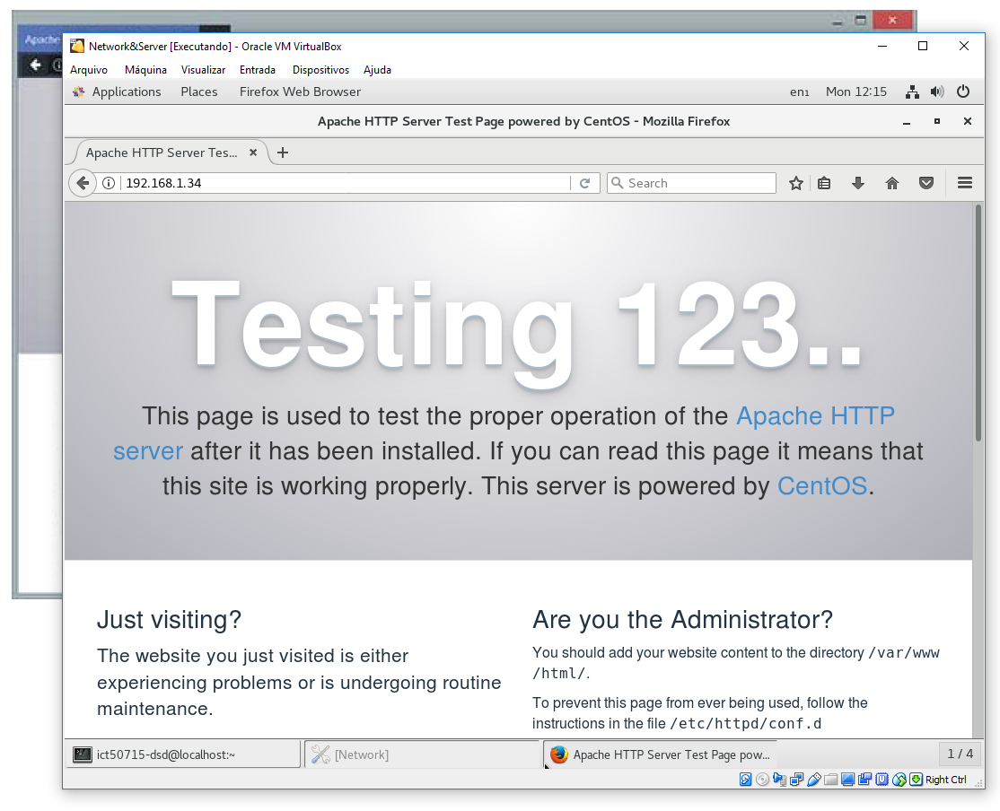 Apache
Network&Server [Executando] - Oracle VM VirtualBox
Arquivo Máquina Visualizar Entrada Dispositivos Ajuda
Applications Places Firefox Web Browser en1 Mon 12:15
Apache HTTP Server Test Page powered by CentOS - Mozilla Firefox
Apache HTTP Server Tes...
192.168.1.34 Search
Testing 123..
This page is used to test the proper operation of the Apache HTTP
server after it has been installed. If you can read this page it means that
this site is working properly. This server is powered by CentOS.
Just visiting?
The website you just visited is either
experiencing problems or is undergoing routine
maintenance.
Are you the Administrator?
You should add your website content to the directory /var/www
/html/.
To prevent this page from ever being used, follow the
instructions in the file /etc/httpd/conf.d
ict50715-dsd@localhost:~ [Network] Apache HTTP Server Test Page pow... 1 / 4
Right Ctrl